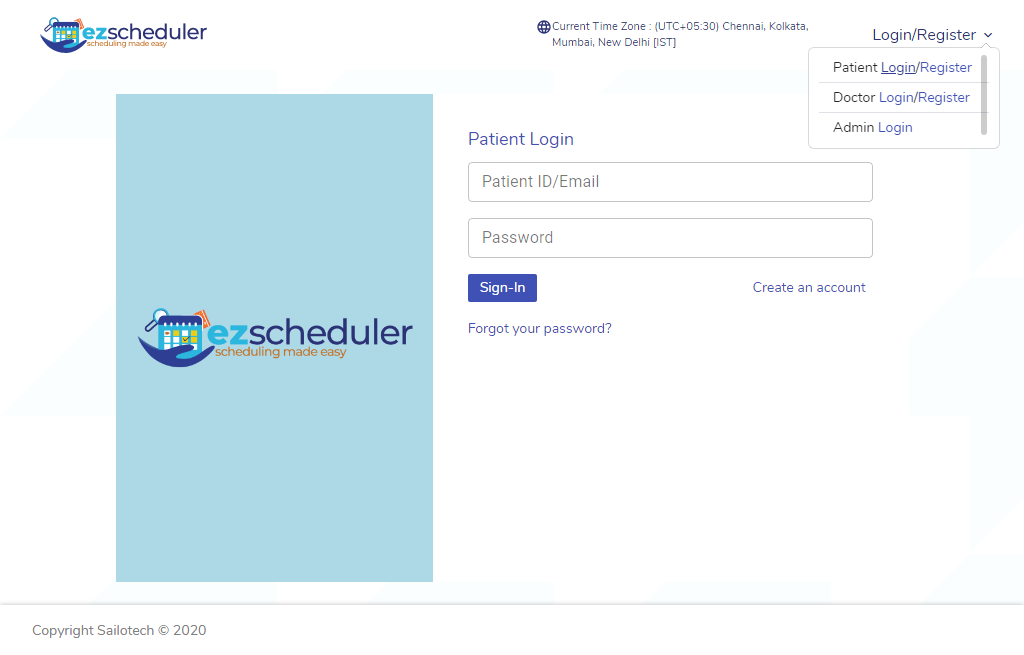 ezscheduler
scheduling made easy
Current Time Zone : (UTC+05:30) Chennai, Kolkata,
Mumbai, New Delhi [IST]
Login/Register
Patient Login/Register
Doctor Login/Register
Admin Login
Patient Login
Patient ID/Email
Password
Sign-In
Create an account
Forgot your password?
ezscheduler
scheduling made easy
Copyright Sailotech © 2020